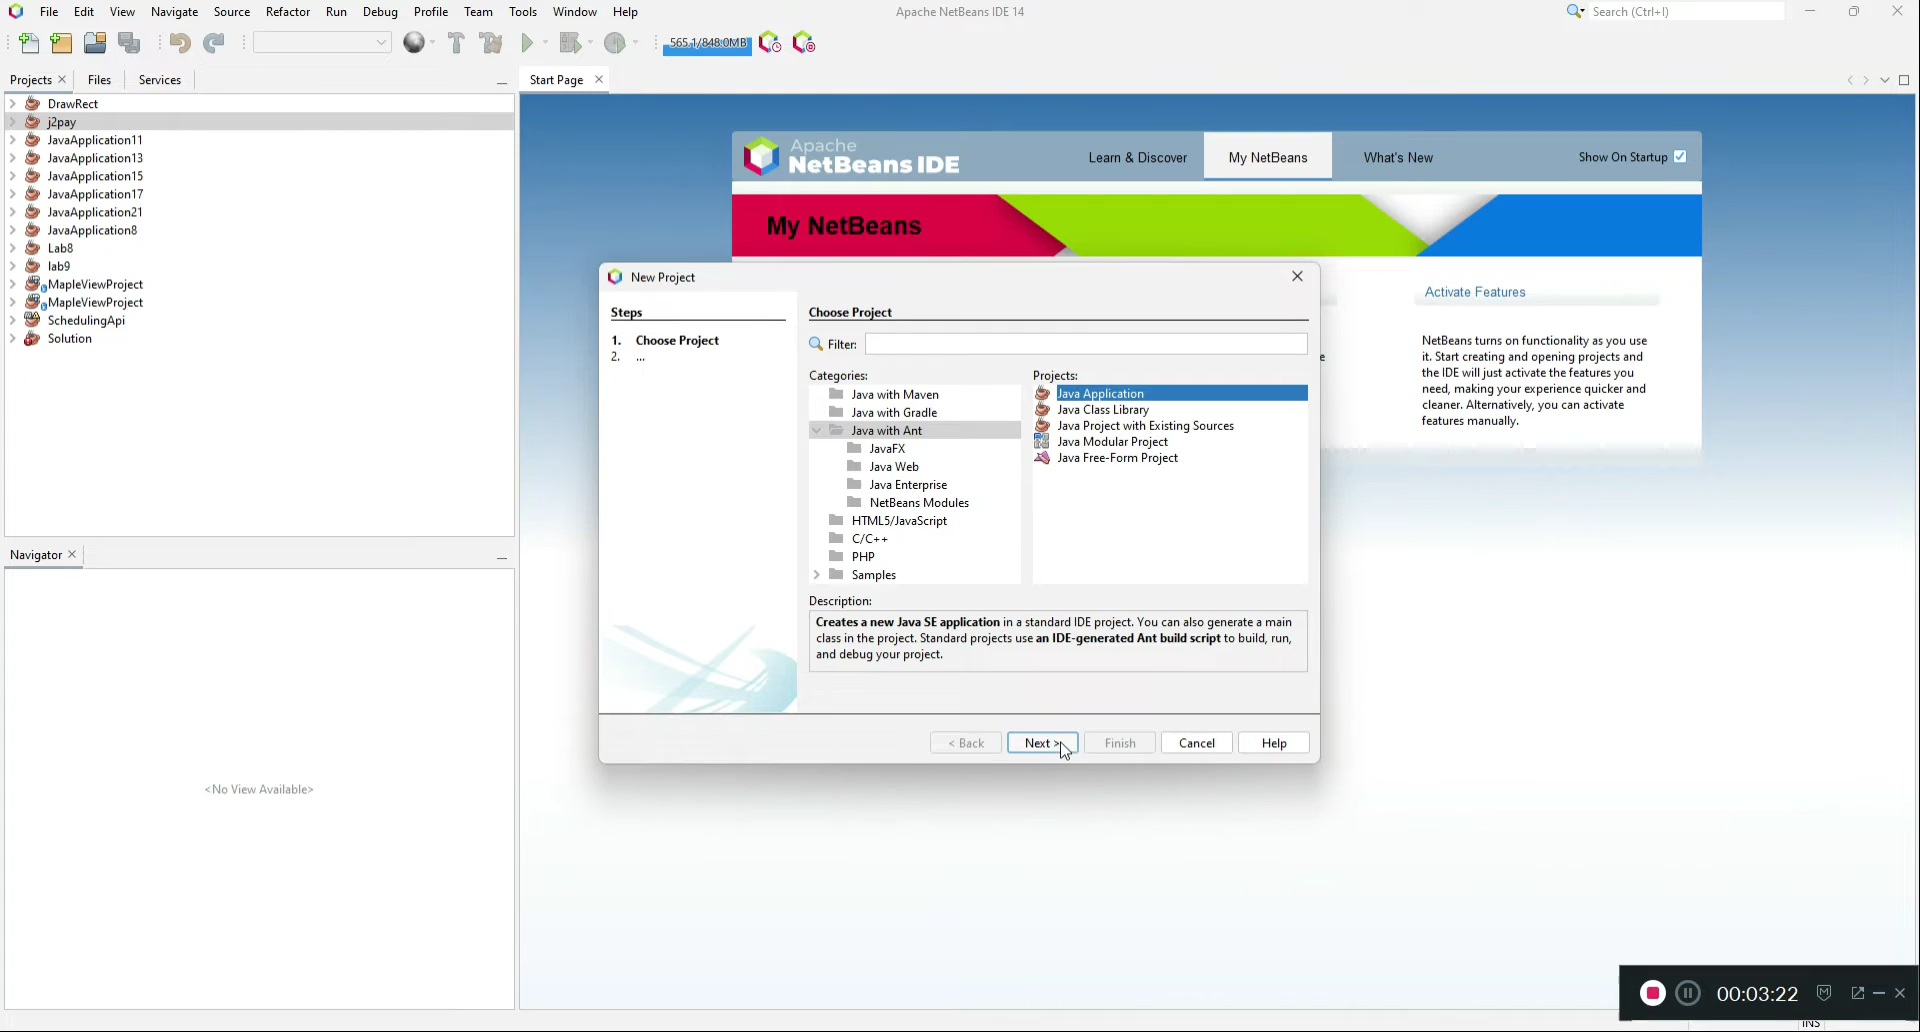 File Edit View Navigate Source Refactor Run Debug Profile Team Tools Window Help
Apache NetBeans IDE 14
Search (Ctrl+I)
565.1/848.0MB
Projects Files Services
Start Page
DrawRect
j2pay
JavaApplication11
JavaApplication13
JavaApplication15
JavaApplication17
JavaApplication21
JavaApplication8
Lab8
lab9
MapleViewProject
MapleViewProject
SchedulingApi
Solution
Navigator
<No View Available>
Apache
NetBeans IDE
Learn & Discover My NetBeans What's New Show On Startup
My NetBeans
Activate Features
NetBeans turns on functionality as you use
it. Start creating and opening projects and
the IDE will just activate the features you
need, making your experience quicker and
cleaner. Alternatively, you can activate
features manually.
New Project
Steps
1. Choose Project
2. ...
Choose Project
Filter:
Categories:
Java with Maven
Java with Gradle
Java with Ant
JavaFX
Java Web
Java Enterprise
NetBeans Modules
HTML5/JavaScript
C/C++
PHP
Samples
Projects:
Java Application
Java Class Library
Java Project with Existing Sources
Java Modular Project
Java Free-Form Project
Description:
Creates a new Java SE application in a standard IDE project. You can also generate a main
class in the project. Standard projects use an IDE-generated Ant build script to build, run,
and debug your project.
< Back Next > Finish Cancel Help
00:03:22
INS